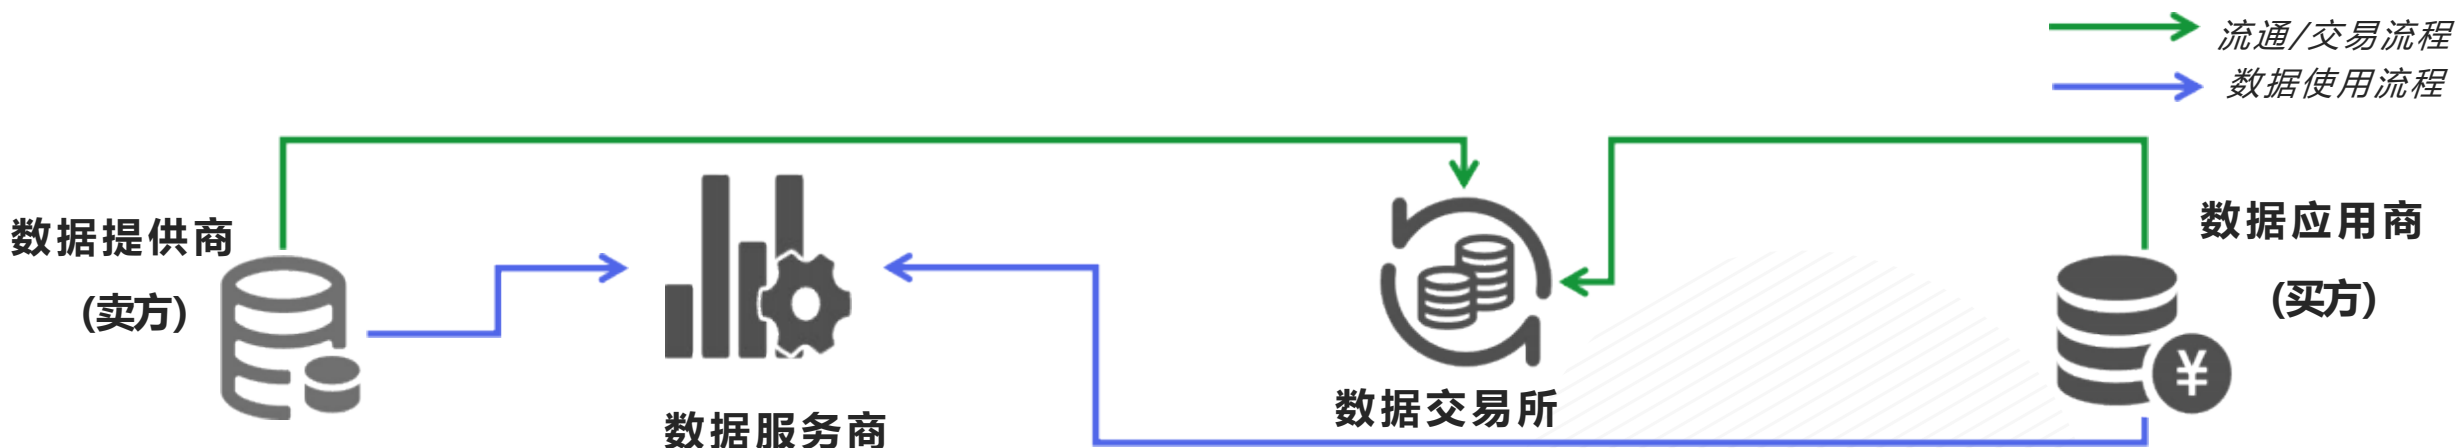 流通/交易流程
数据使用流程
数据提供商
(卖方)
数据服务商
数据交易所
数据应用商
(买方)
¥